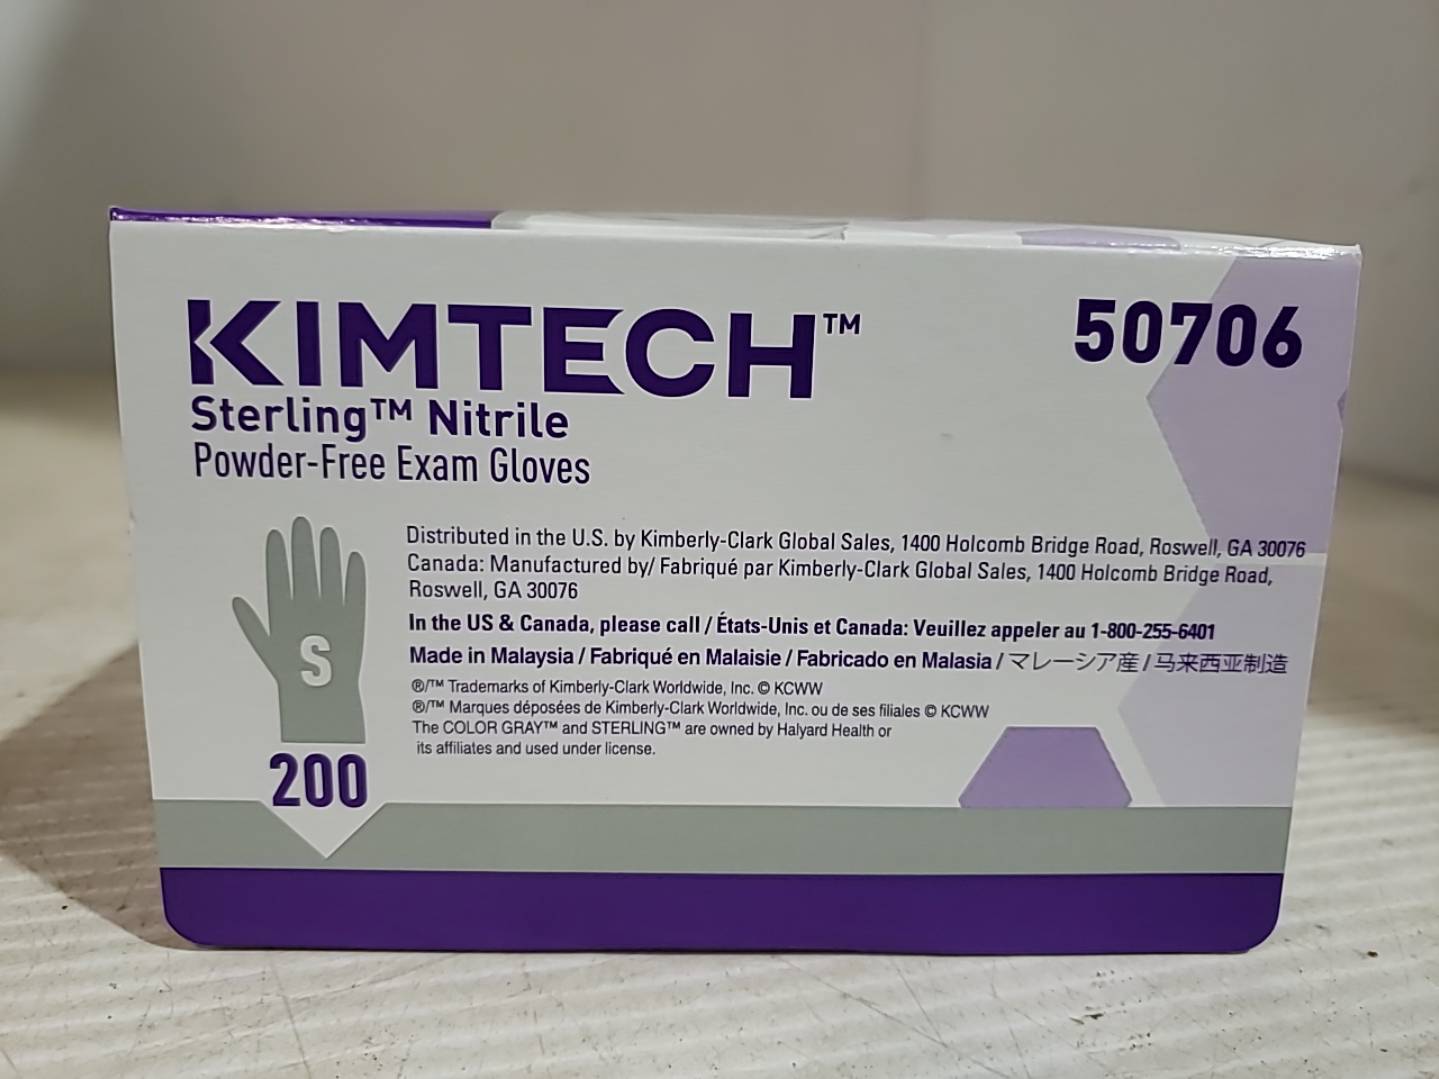 KIMTECH™
50706
Sterling™ Nitrile
Powder-Free Exam Gloves
Distributed in the U.S. by Kimberly-Clark Global Sales, 1400 Holcomb Bridge Road, Roswell, GA 30076
Canada: Manufactured by/ Fabriqué par Kimberly-Clark Global Sales, 1400 Holcomb Bridge Road,
Roswell, GA 30076
In the US & Canada, please call / États-Unis et Canada: Veuillez appeler au 1-800-255-6401
Made in Malaysia / Fabriqué en Malaisie / Fabricado en Malasia / マレーシア産 / 马来西亚制造
®/™ Trademarks of Kimberly-Clark Worldwide, Inc. © KCWW
®/™ Marques déposées de Kimberly-Clark Worldwide, Inc. ou de ses filiales © KCWW
The COLOR GRAY™ and STERLING™ are owned by Halyard Health or
its affiliates and used under license.
S
200